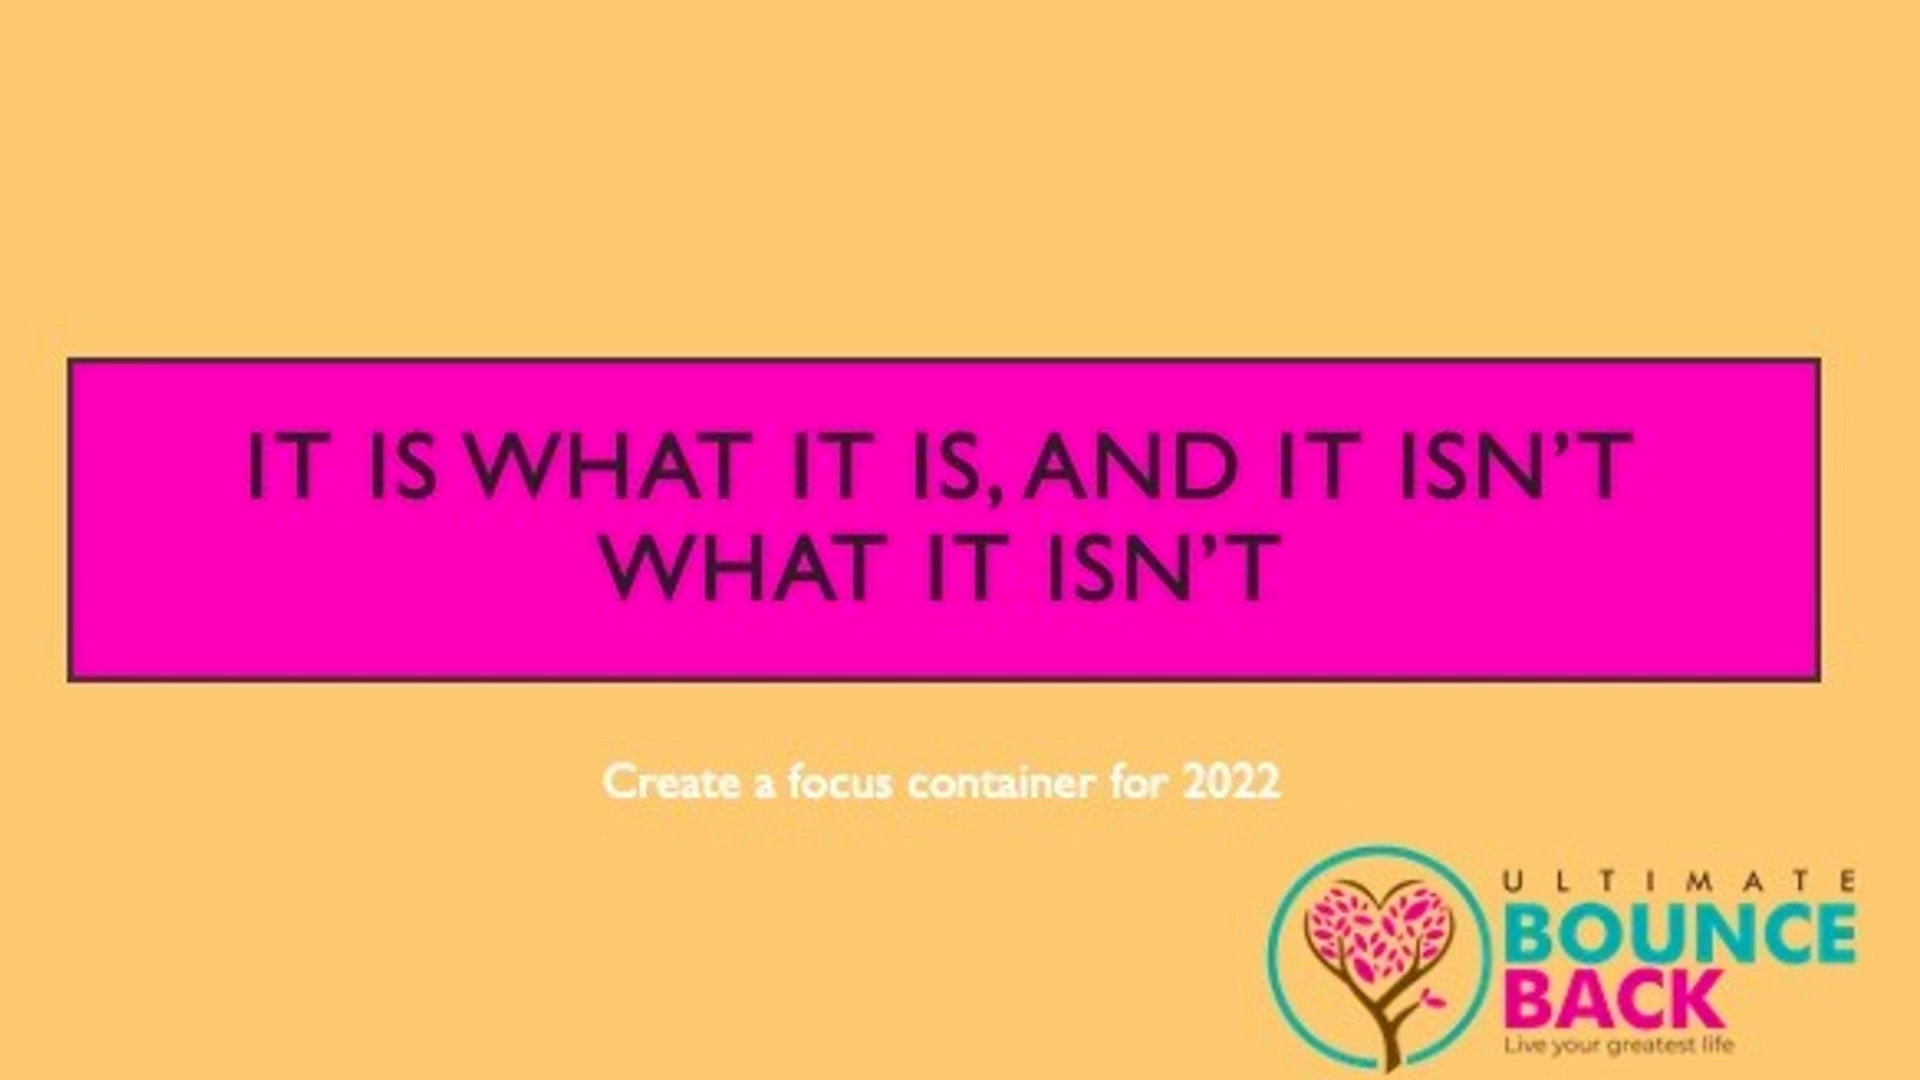 IT IS WHAT IT IS, AND IT ISN’T
WHAT IT ISN’T
Create a focus container for 2022
ULTIMATE
BOUNCE
BACK
Live your greatest life